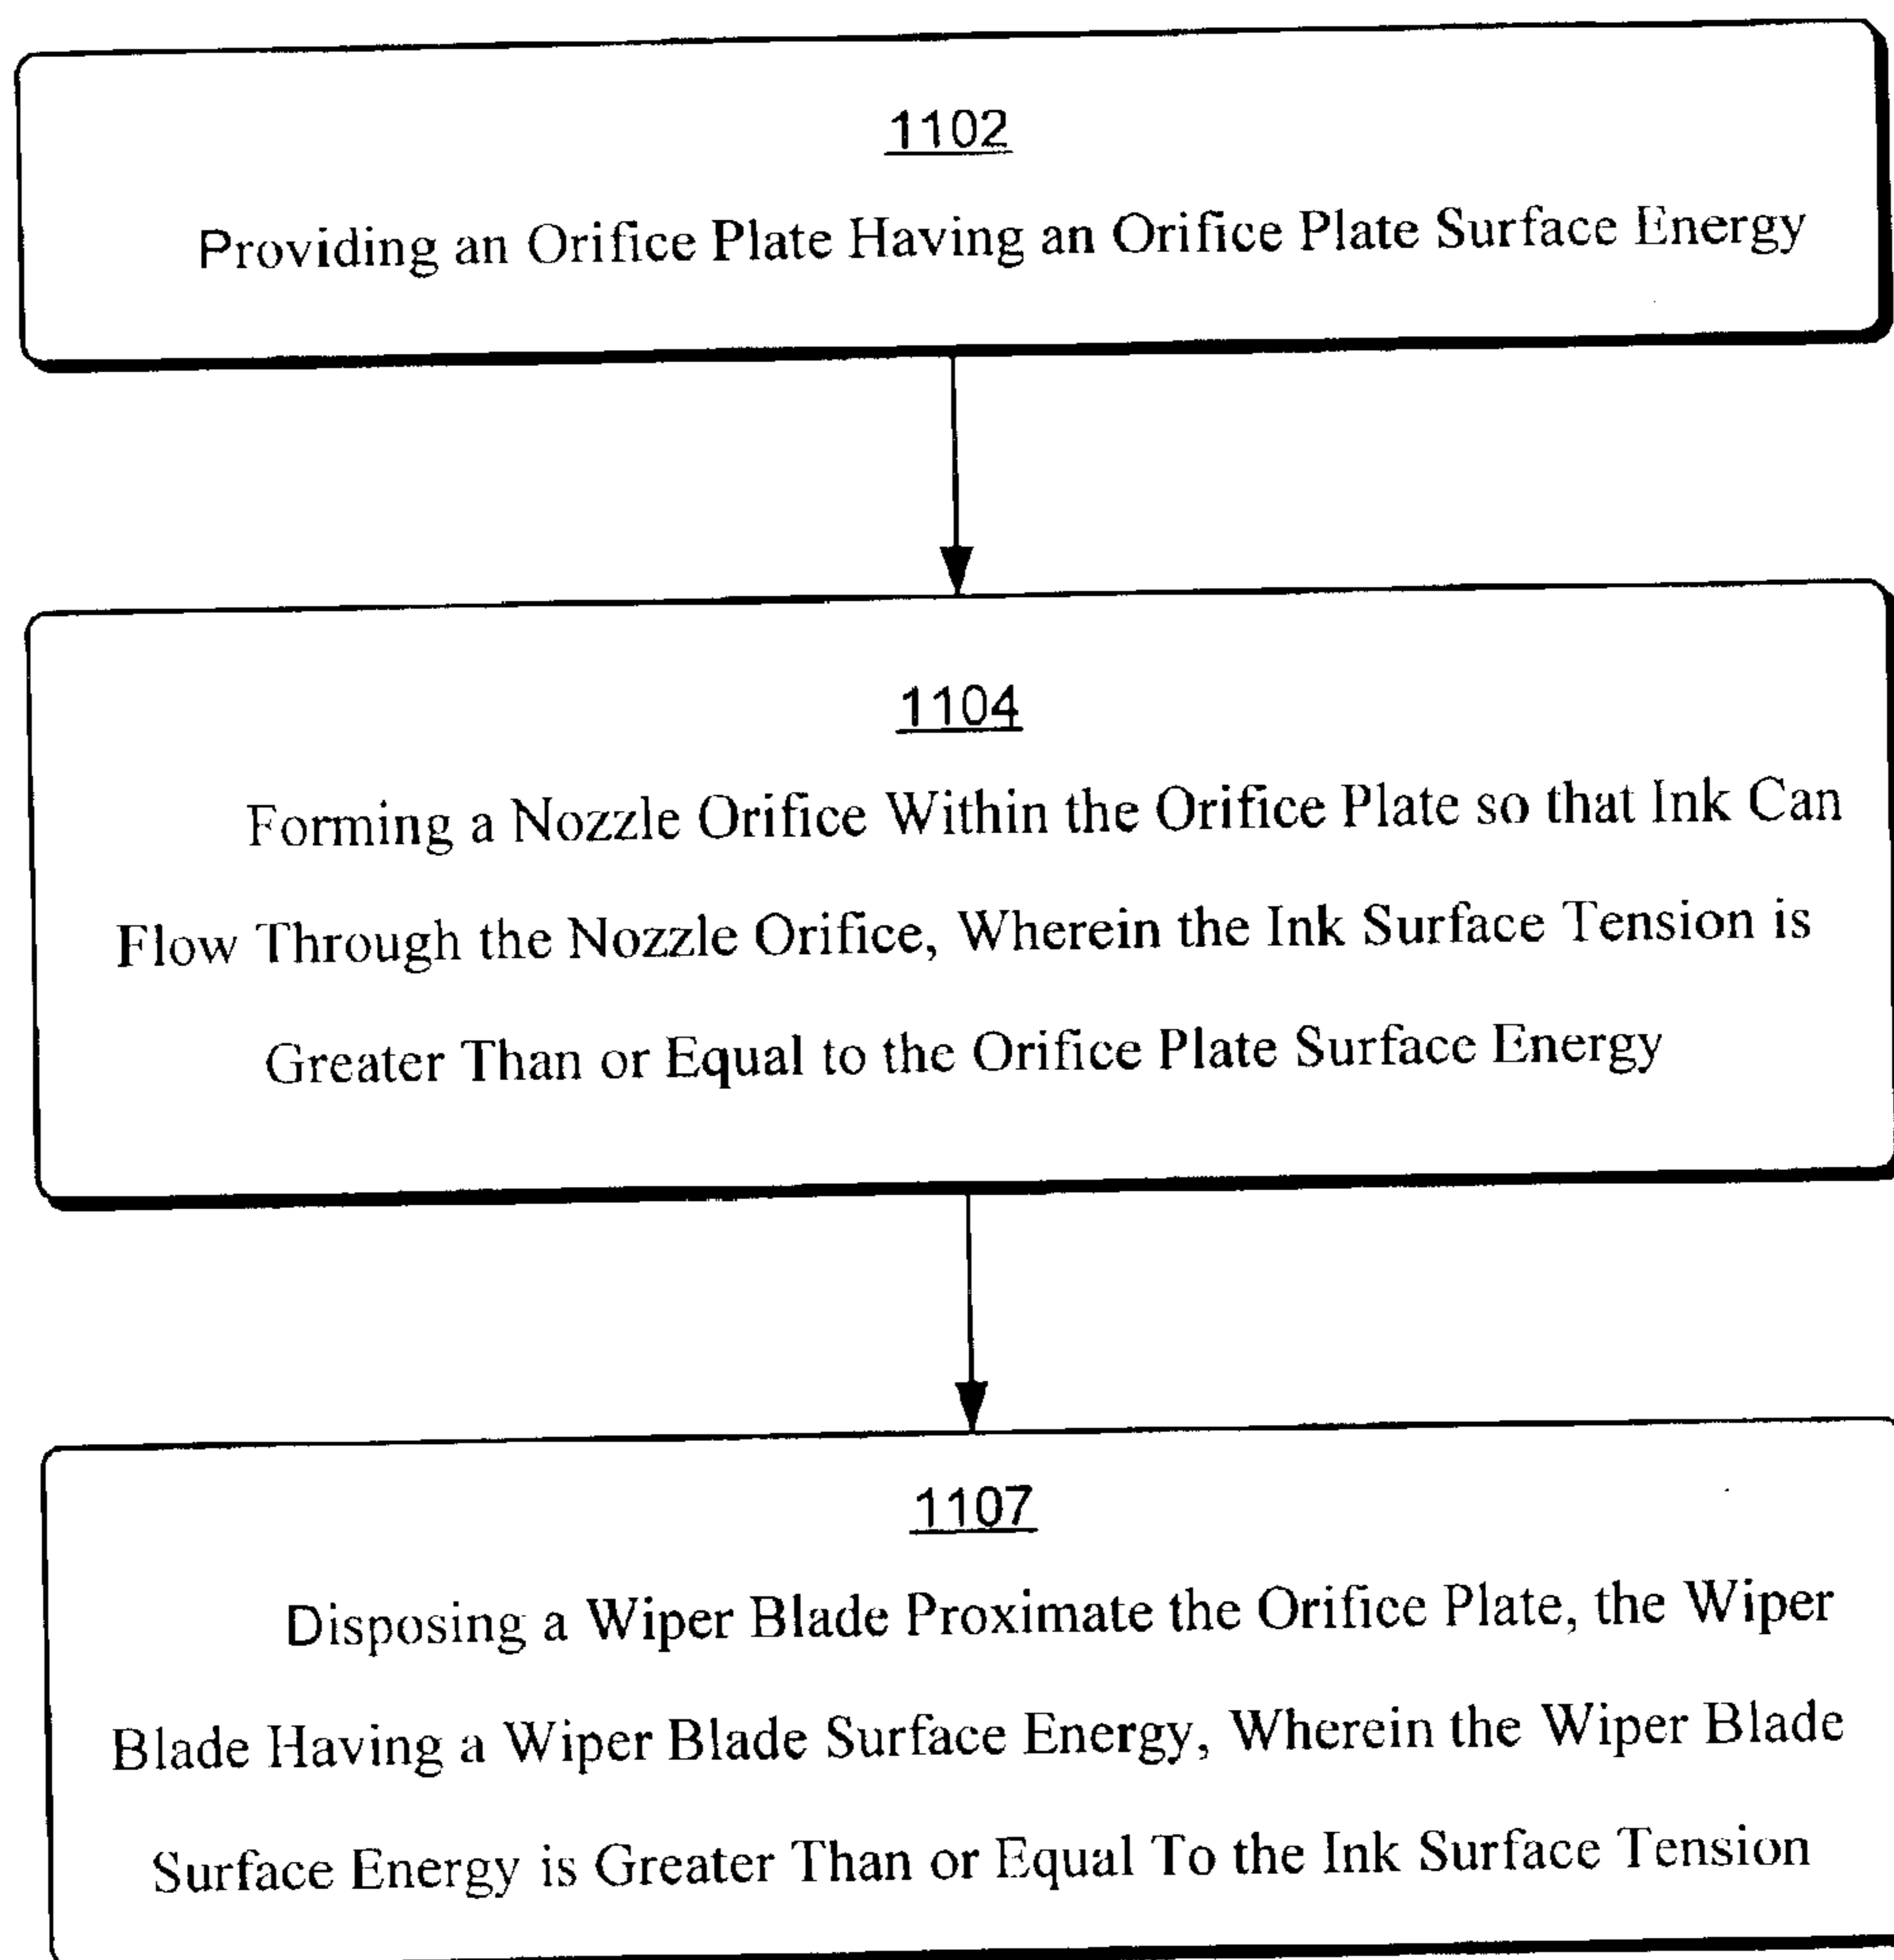 1102
Providing an Orifice Plate Having an Orifice Plate Surface Energy
1104
Forming a Nozzle Orifice Within the Orifice Plate so that Ink Can
Flow Through the Nozzle Orifice, Wherein the Ink Surface Tension is
Greater Than or Equal to the Orifice Plate Surface Energy
1107
Disposing a Wiper Blade Proximate the Orifice Plate, the Wiper
Blade Having a Wiper Blade Surface Energy, Wherein the Wiper Blade
Surface Energy is Greater Than or Equal To the Ink Surface Tension